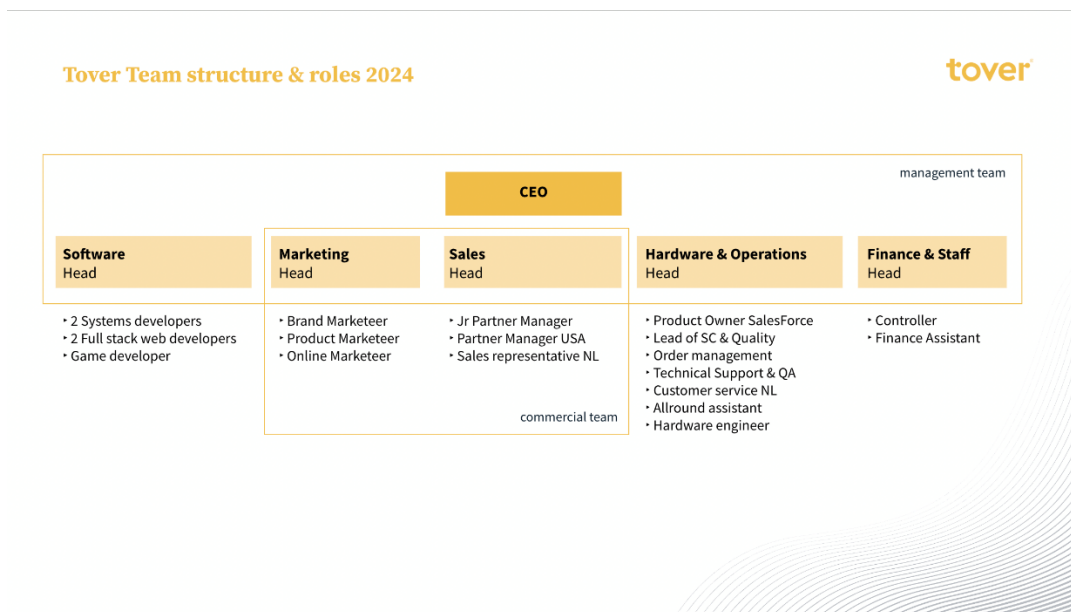 Tover Team structure & roles 2024
tover
management team
CEO
Software
Head
Marketing
Head
Sales
Head
Hardware & Operations
Head
Finance & Staff
Head
‣ 2 Systems developers
‣ 2 Full stack web developers
‣ Game developer
‣ Brand Marketeer
‣ Product Marketeer
‣ Online Marketeer
‣ Jr Partner Manager
‣ Partner Manager USA
‣ Sales representative NL
commercial team
‣ Product Owner SalesForce
‣ Lead of SC & Quality
‣ Order management
‣ Technical Support & QA
‣ Customer service NL
‣ Allround assistant
‣ Hardware engineer
‣ Controller
‣ Finance Assistant